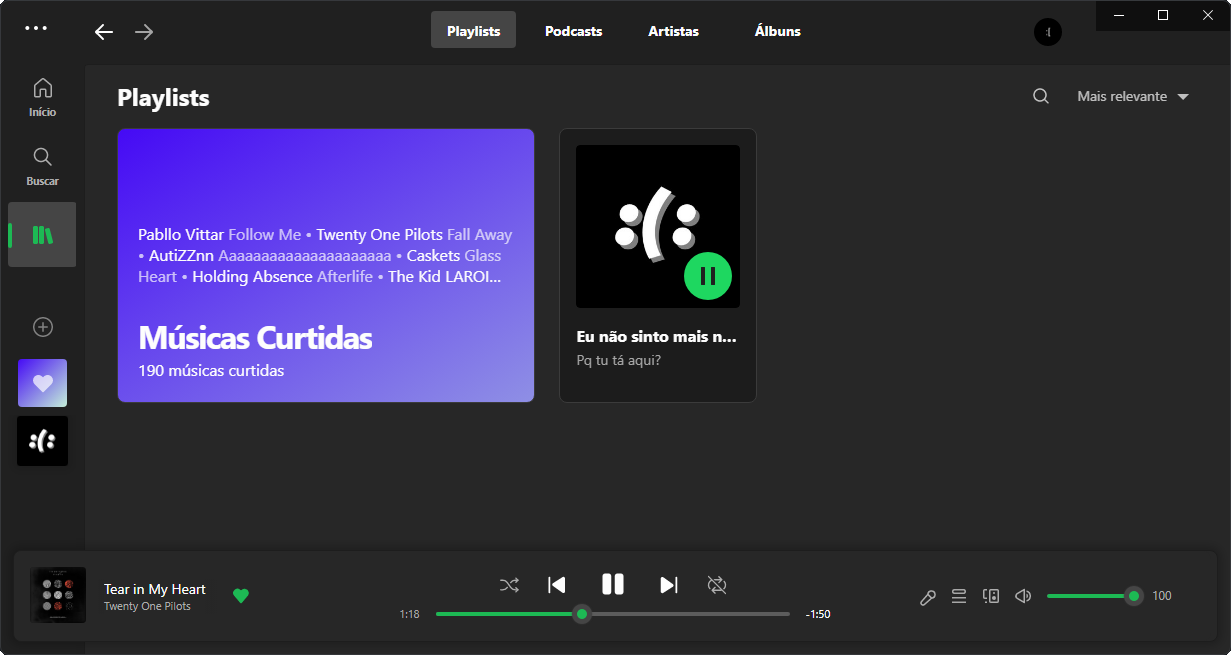 Playlists
Podcasts
Artistas
Álbuns
Início
Buscar
Playlists
Mais relevante
Pabllo Vittar Follow Me • Twenty One Pilots Fall Away
• AutiZZnn Aaaaaaaaaaaaaaaaaaaaa • Caskets Glass
Heart • Holding Absence Afterlife • The Kid LAROI...
Músicas Curtidas
190 músicas curtidas
Eu não sinto mais n...
Pq tu tá aqui?
Tear in My Heart
Twenty One Pilots
1:18
-1:50
100